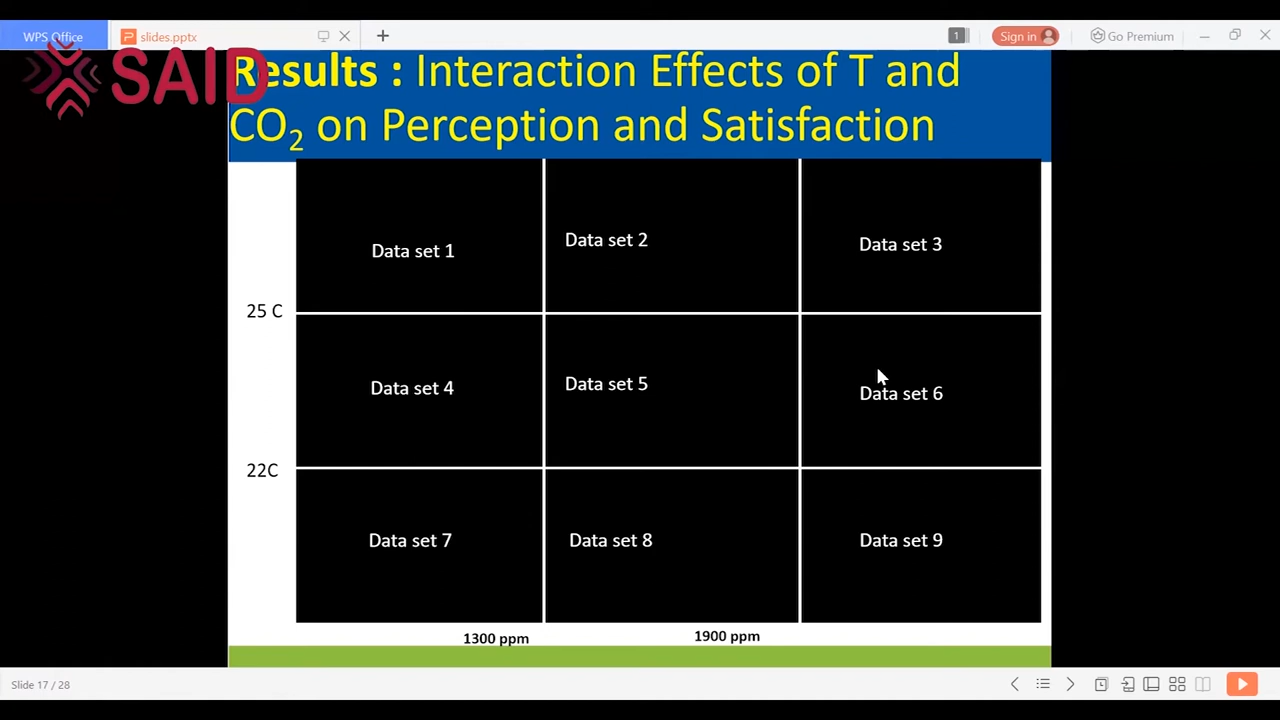 WPS Office
slides.pptx
1
Sign in
Go Premium
SAID
Results : Interaction Effects of T and
CO₂ on Perception and Satisfaction
Data set 1
Data set 2
Data set 3
25 C
Data set 4
Data set 5
Data set 6
22C
Data set 7
Data set 8
Data set 9
1300 ppm
1900 ppm
Slide 17 / 28